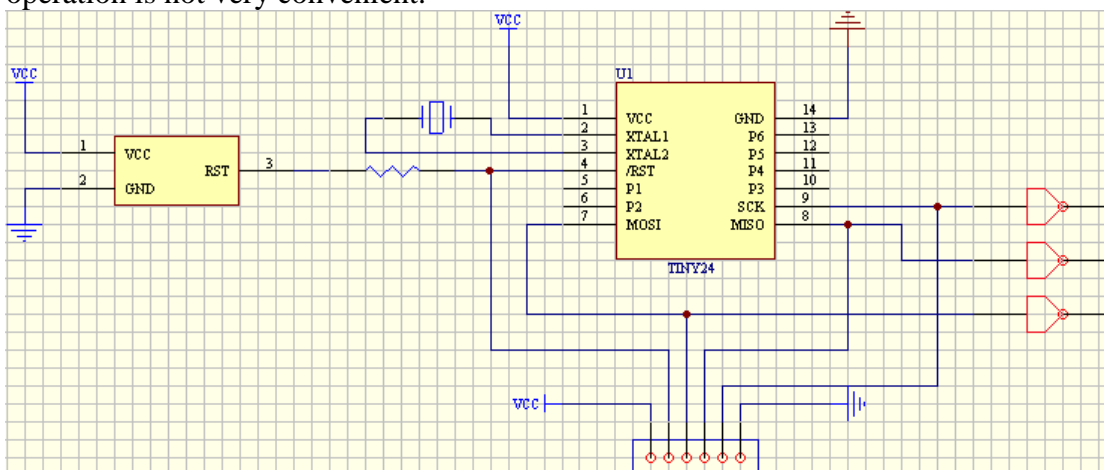 operation is not very convenient.
VCC
VCC
U1
1 VCC GND 14
2 XTAL1 P6 13
3 XTAL2 P5 12
4 /RST P4 11
5 P1 P3 10
6 P2 SCK 9
7 MOSI MISO 8
TINY24
1 VCC
RST 3
2 GND
VCC